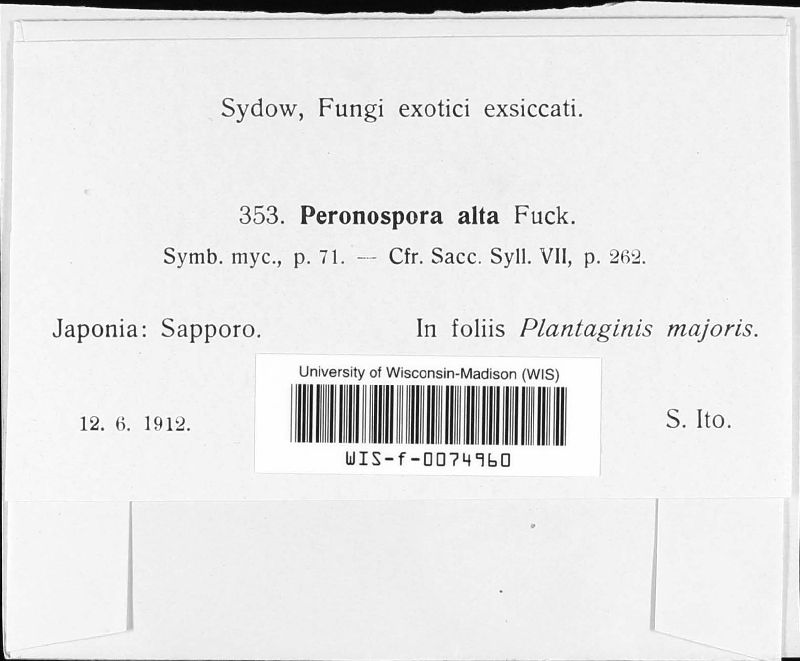 Sydow, Fungi exotici exsiccati.
353. Peronospora alta Fuck.
Symb. myc., p. 71. — Cfr. Sacc. Syll. VII, p. 262.
Japonia: Sapporo. In foliis Plantaginis majoris.
University of Wisconsin-Madison (WIS)
WIS-f-0074960
12. 6. 1912. S. Ito.